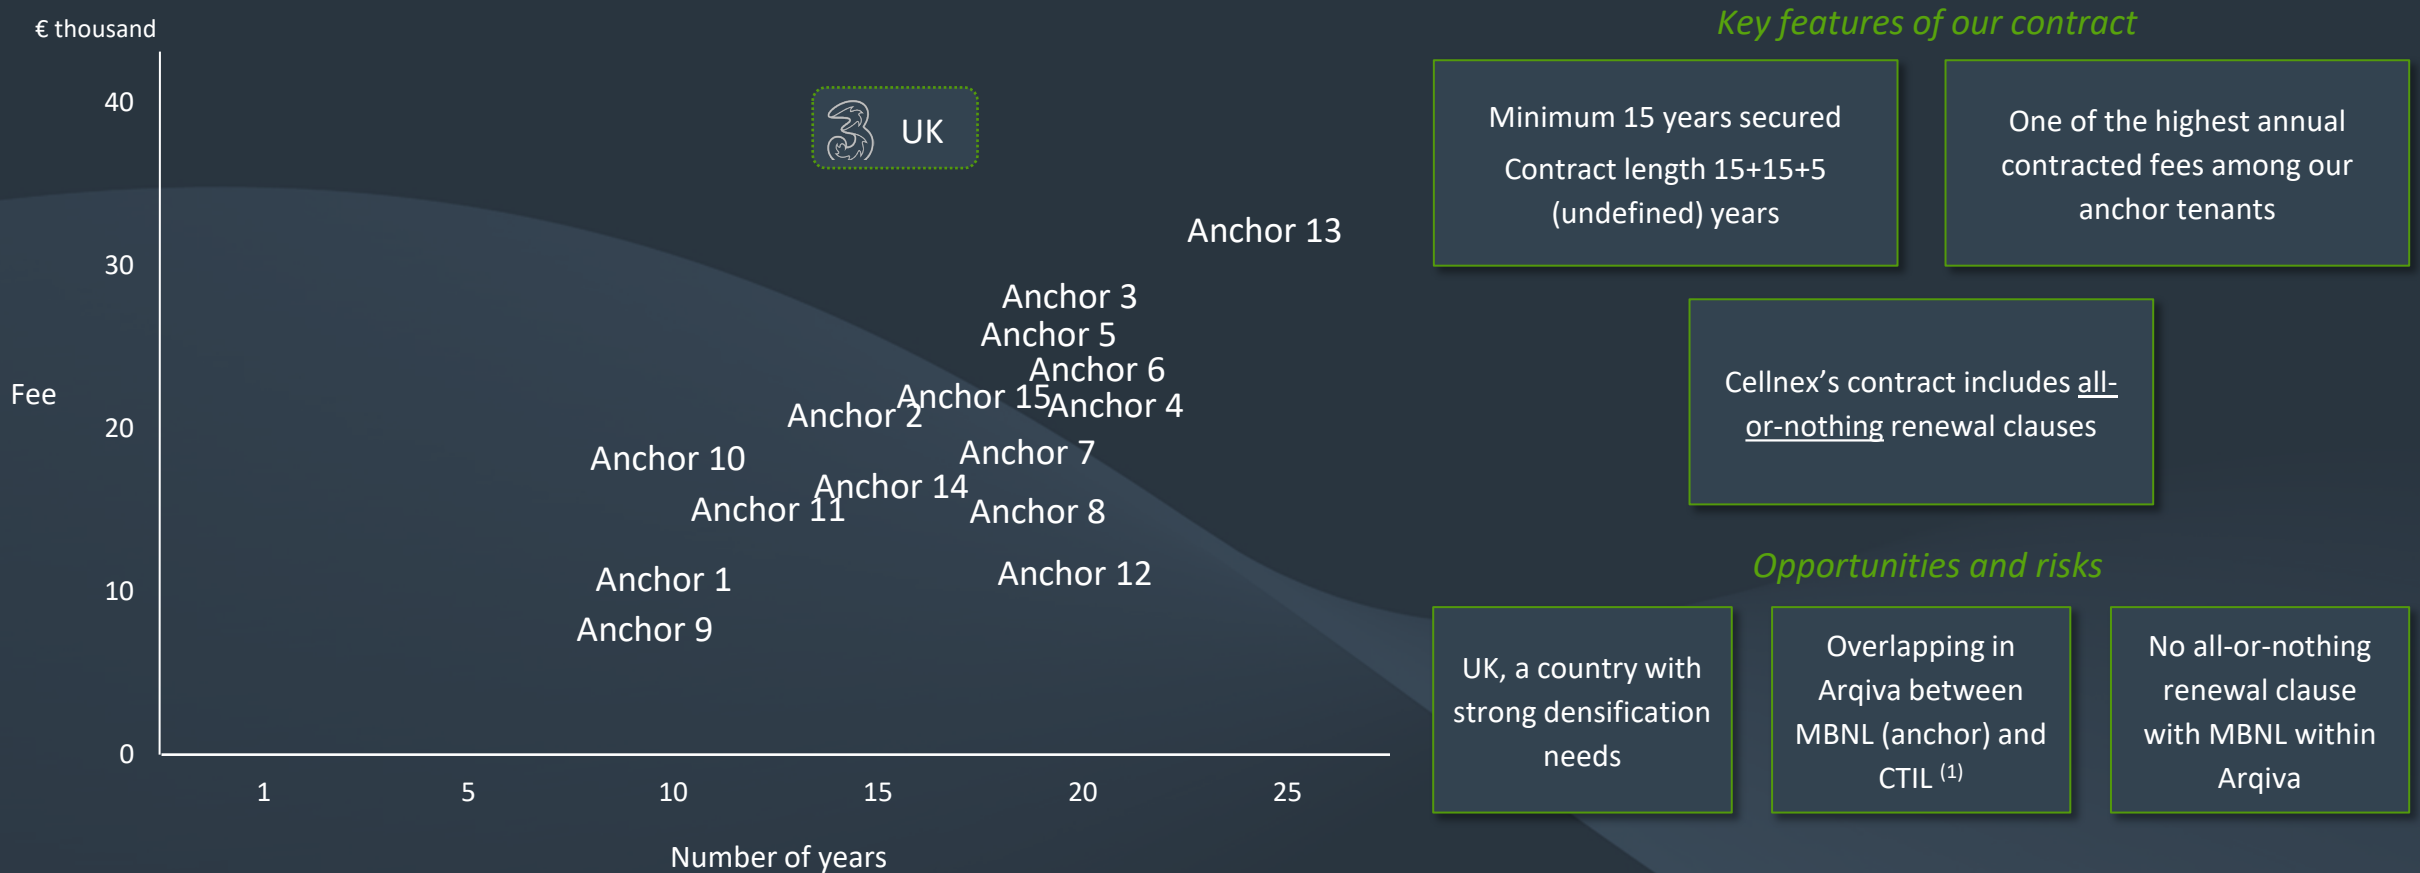 € thousand
40
30
20
10
0
Fee
UK
Anchor 13
Anchor 3
Anchor 5
Anchor 6
Anchor 15
Anchor 4
Anchor 2
Anchor 7
Anchor 10
Anchor 14
Anchor 11
Anchor 8
Anchor 1
Anchor 12
Anchor 9
1
5
10
15
20
25
Number of years
Key features of our contract
Minimum 15 years secured
Contract length 15+15+5
(undefined) years
One of the highest annual
contracted fees among our
anchor tenants
Cellnex’s contract includes all-
or-nothing renewal clauses
Opportunities and risks
UK, a country with
strong densification
needs
Overlapping in
Arqiva between
MBNL (anchor) and
CTIL (1)
No all-or-nothing
renewal clause
with MBNL within
Arqiva